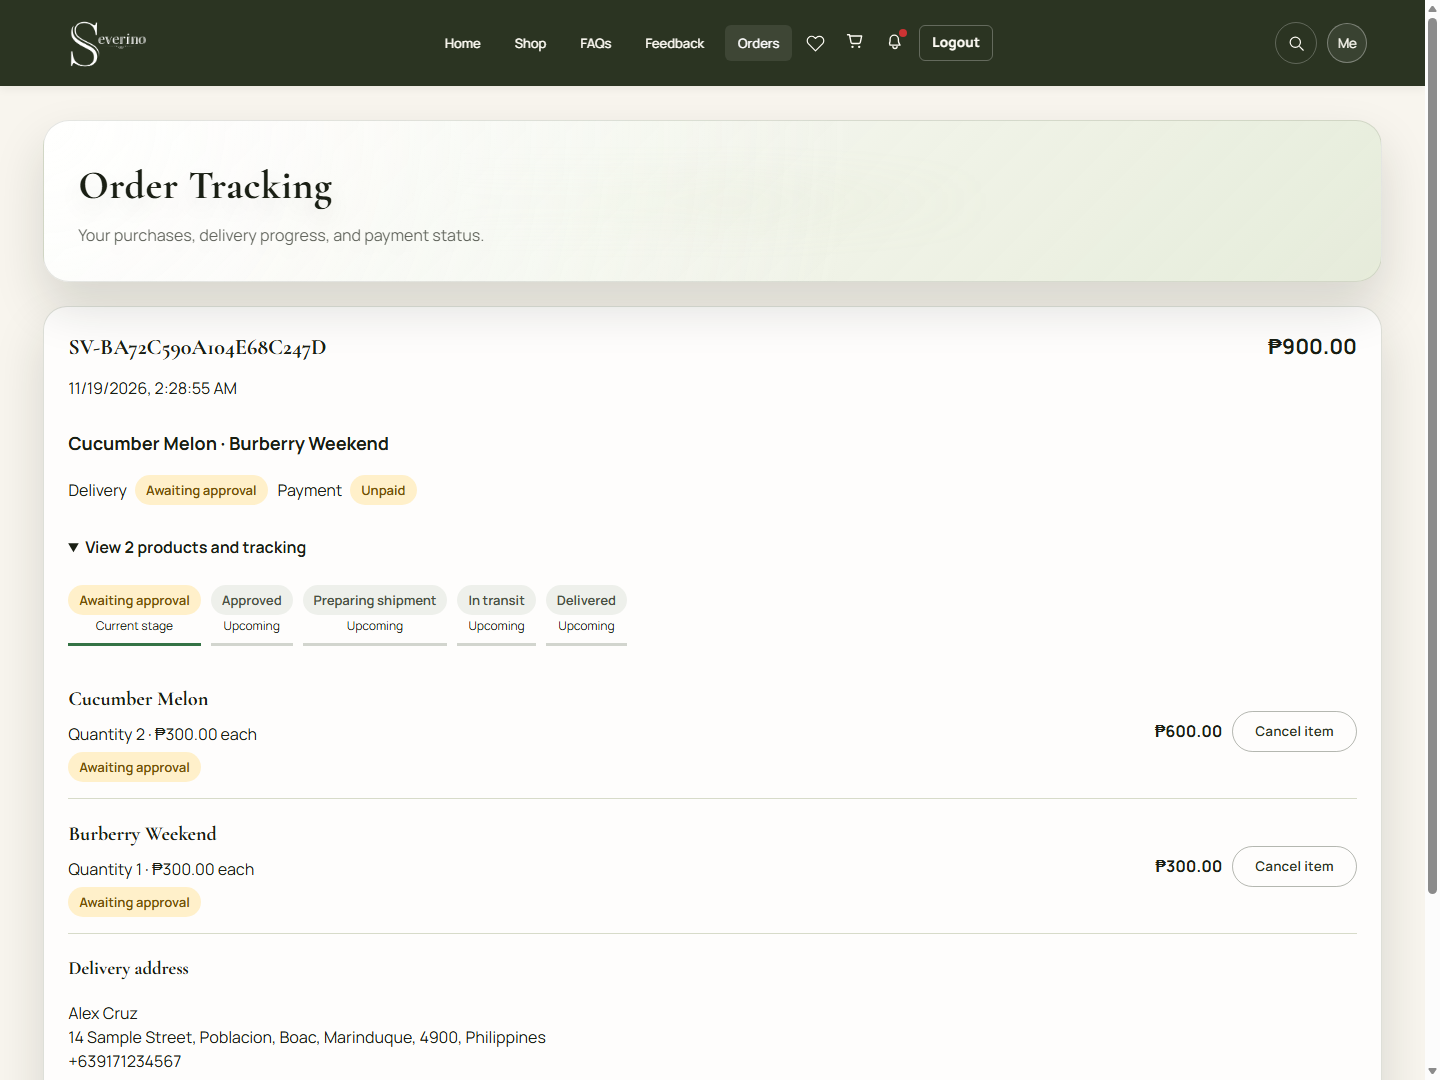 Severino
Home Shop FAQs Feedback Orders Logout Me
Order Tracking
Your purchases, delivery progress, and payment status.
SV-BA72C590A104E68C247D ₱900.00
11/19/2026, 2:28:55 AM
Cucumber Melon · Burberry Weekend
Delivery Awaiting approval Payment Unpaid
▼ View 2 products and tracking
Awaiting approval Approved Preparing shipment In transit Delivered
Current stage Upcoming Upcoming Upcoming Upcoming
Cucumber Melon
Quantity 2 · ₱300.00 each
₱600.00 Cancel item
Awaiting approval
Burberry Weekend
Quantity 1 · ₱300.00 each
₱300.00 Cancel item
Awaiting approval
Delivery address
Alex Cruz
14 Sample Street, Poblacion, Boac, Marinduque, 4900, Philippines
+639171234567